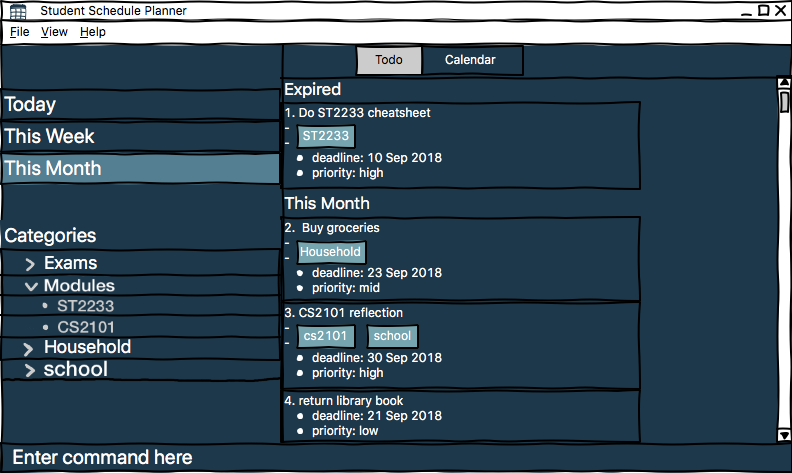 Student Schedule Planner
File View Help
Todo Calendar
Today
This Week
This Month
Categories
Exams
Modules
ST2233
CS2101
Household
school
Expired
1. Do ST2233 cheatsheet
ST2233
deadline: 10 Sep 2018
priority: high
This Month
2. Buy groceries
Household
deadline: 23 Sep 2018
priority: mid
3. CS2101 reflection
cs2101 school
deadline: 30 Sep 2018
priority: high
4. return library book
deadline: 21 Sep 2018
priority: low
Enter command here